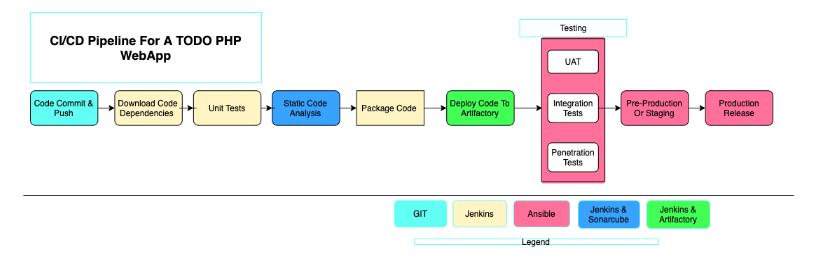 CI/CD Pipeline For A TODO PHP
WebApp
Testing
UAT
Code Commit &
Push
Download Code
Dependencies
Unit Tests
Static Code
Analysis
Package Code
Deploy Code To
Artifactory
Integration
Tests
Pre-Production
Or Staging
Production
Release
Penetration
Tests
GIT
Jenkins
Ansible
Jenkins &
Sonarcube
Jenkins &
Artifactory
Legend